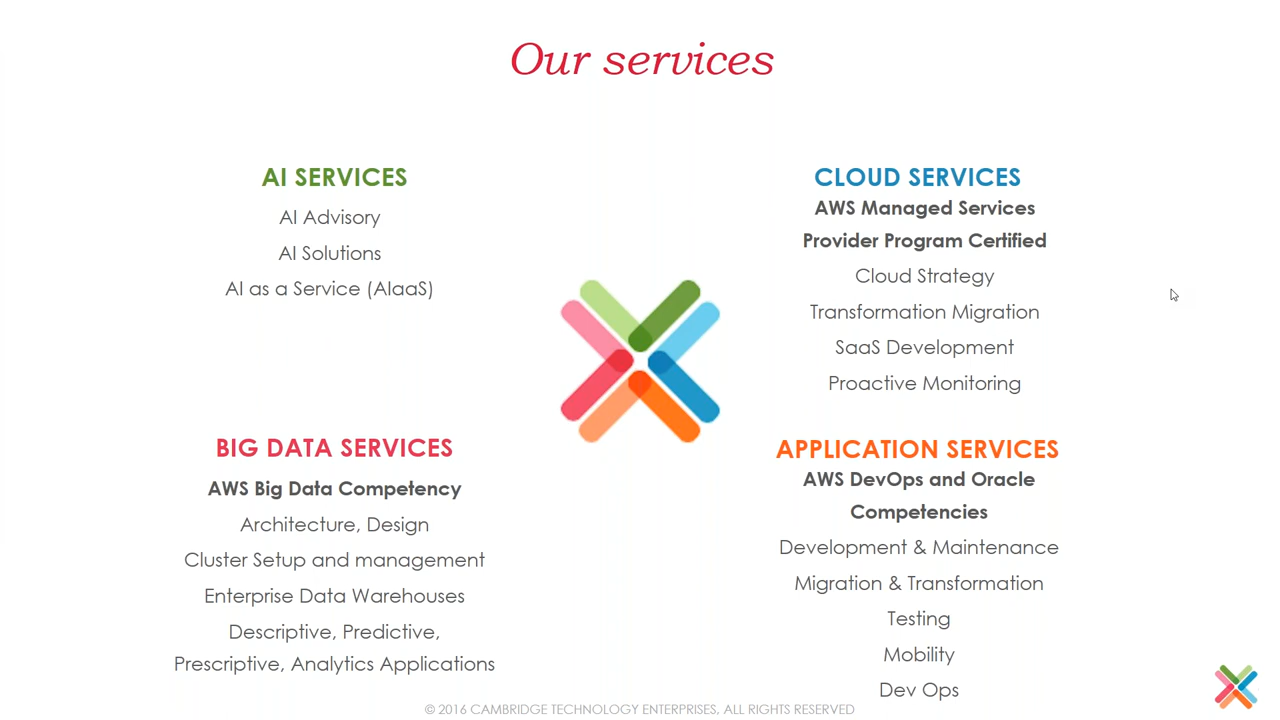 Our services
AI SERVICES
AI Advisory
AI Solutions
AI as a Service (AIaaS)
CLOUD SERVICES
AWS Managed Services
Provider Program Certified
Cloud Strategy
Transformation Migration
SaaS Development
Proactive Monitoring
BIG DATA SERVICES
AWS Big Data Competency
Architecture, Design
Cluster Setup and management
Enterprise Data Warehouses
Descriptive, Predictive,
Prescriptive, Analytics Applications
APPLICATION SERVICES
AWS DevOps and Oracle
Competencies
Development & Maintenance
Migration & Transformation
Testing
Mobility
Dev Ops
© 2016 CAMBRIDGE TECHNOLOGY ENTERPRISES, ALL RIGHTS RESERVED